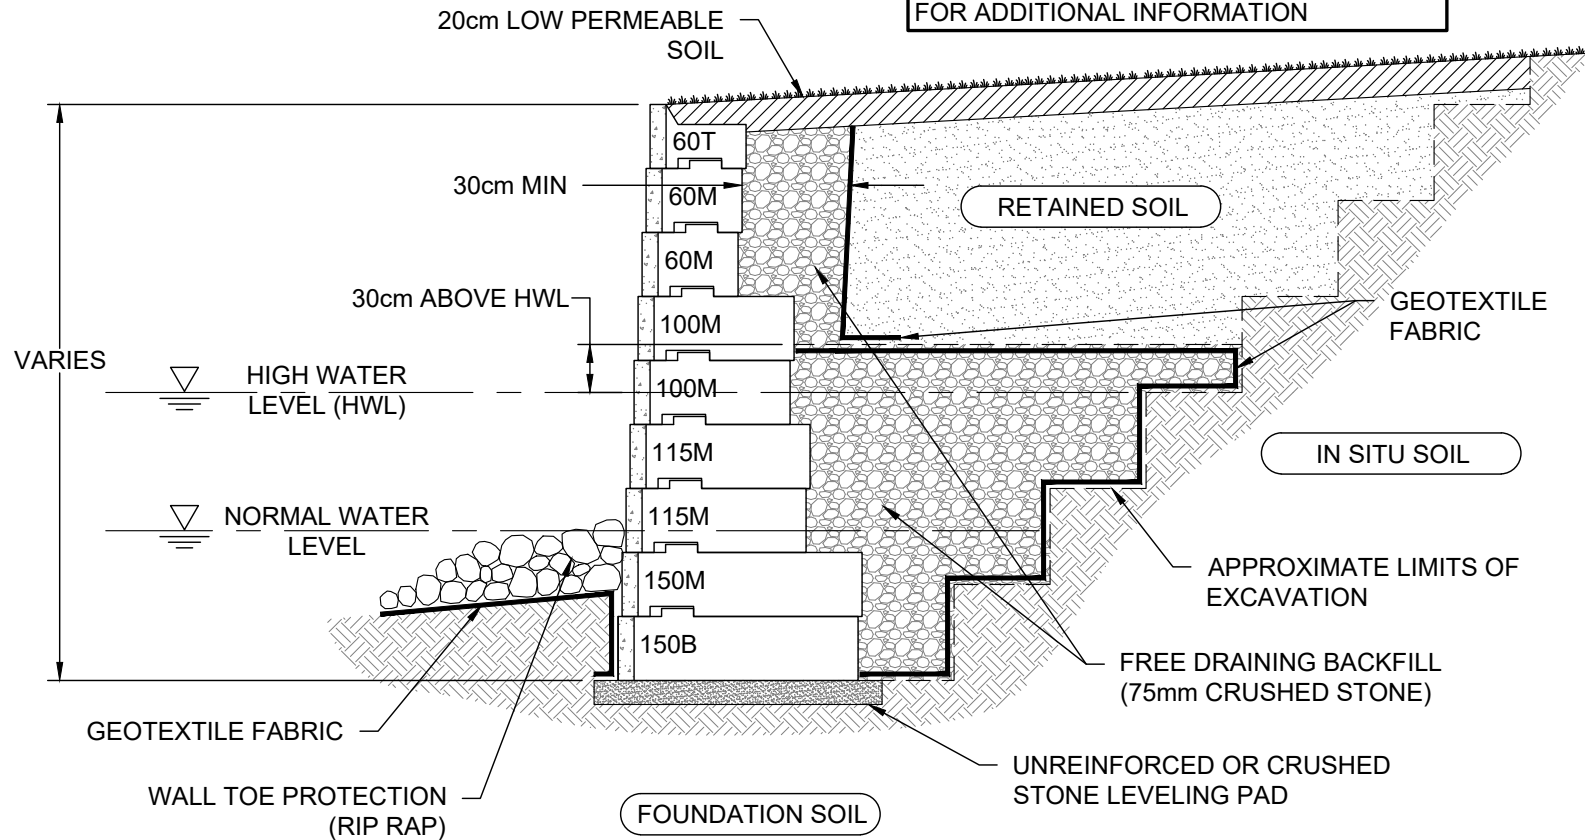 FOR ADDITIONAL INFORMATION
20cm LOW PERMEABLE
SOIL
60T
30cm MIN
60M
RETAINED SOIL
60M
30cm ABOVE HWL
100M
GEOTEXTILE
FABRIC
VARIES
HIGH WATER
LEVEL (HWL)
100M
115M
IN SITU SOIL
NORMAL WATER
LEVEL
115M
150M
APPROXIMATE LIMITS OF
EXCAVATION
150B
FREE DRAINING BACKFILL
(75mm CRUSHED STONE)
GEOTEXTILE FABRIC
UNREINFORCED OR CRUSHED
STONE LEVELING PAD
WALL TOE PROTECTION
(RIP RAP)
FOUNDATION SOIL